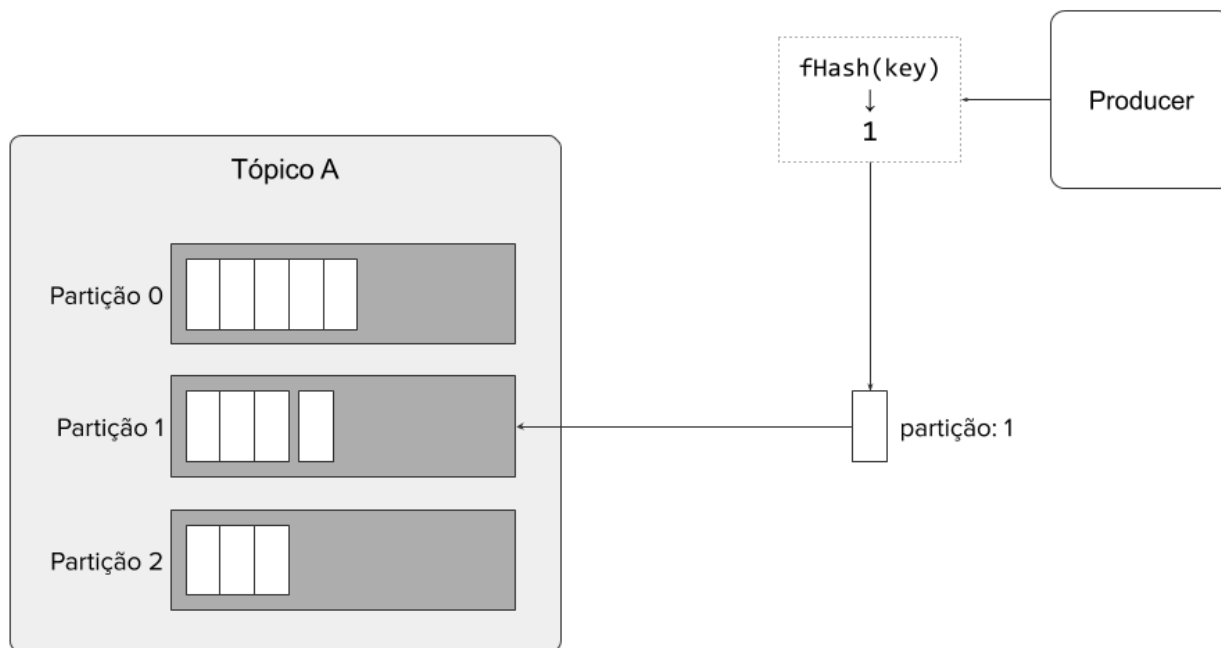 fHash(key)
↓
1
Producer
Tópico A
Partição 0
Partição 1
partição: 1
Partição 2